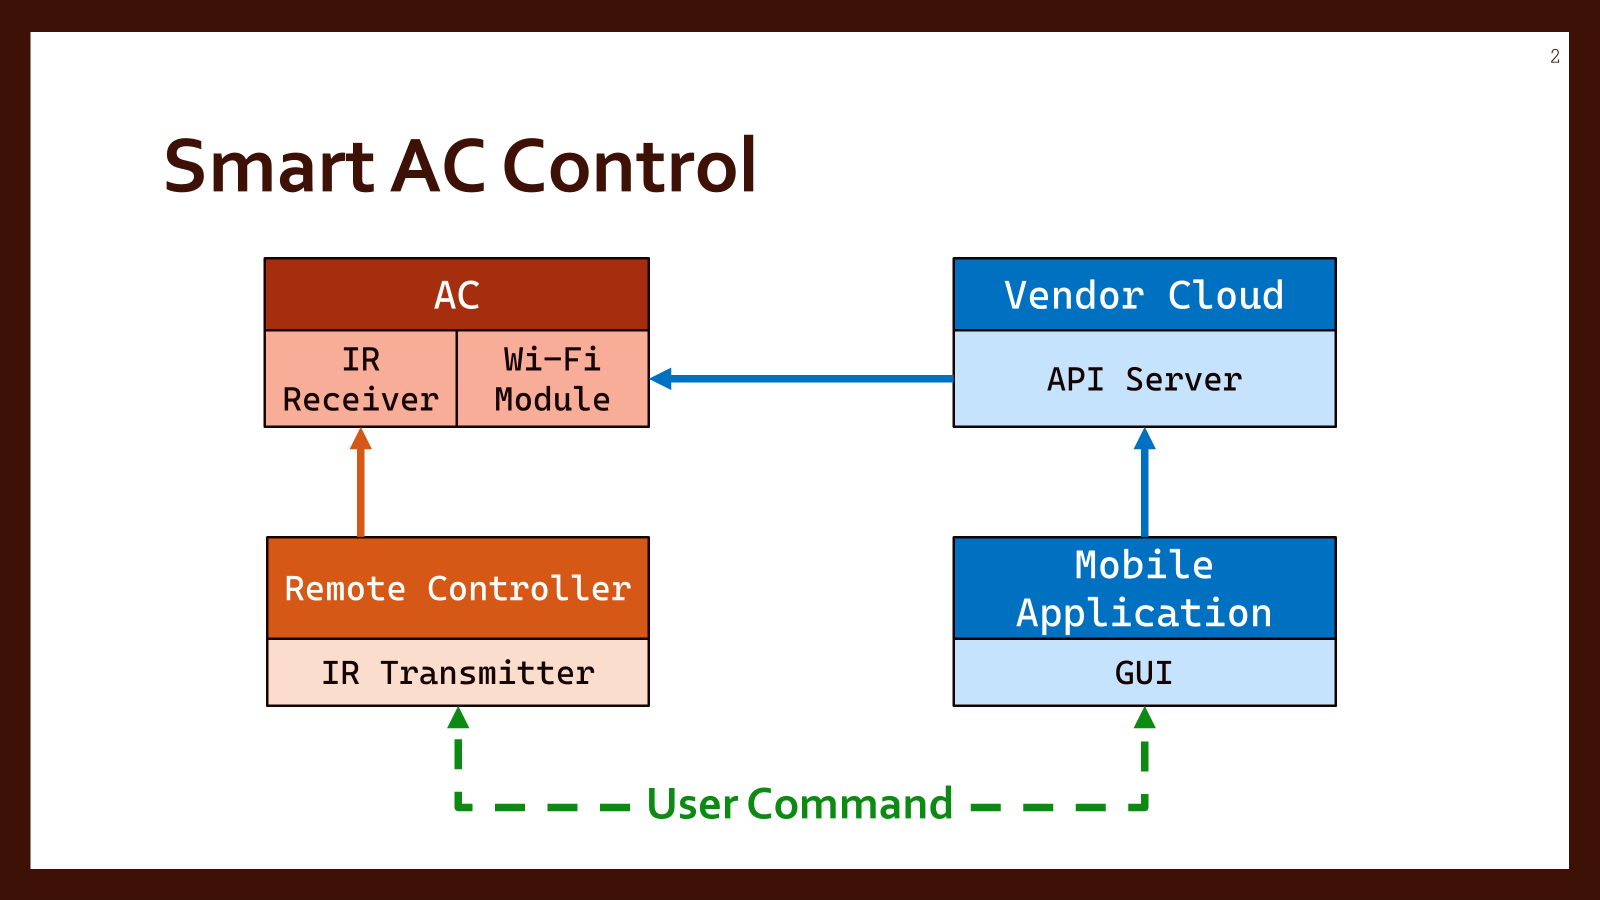 2
Smart AC Control
AC
IR
Receiver
Wi-Fi
Module
Vendor Cloud
API Server
Remote Controller
IR Transmitter
Mobile
Application
GUI
User Command